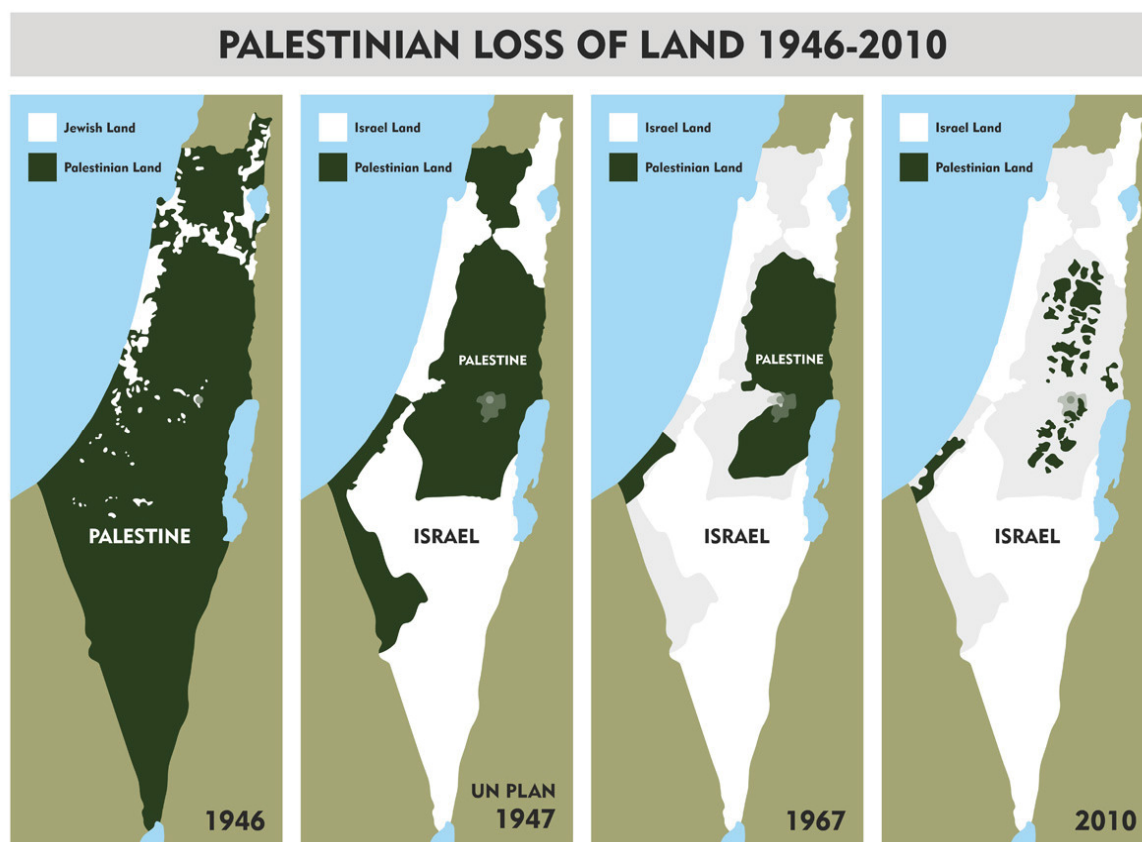 PALESTINIAN LOSS OF LAND 1946-2010
Jewish Land
Palestinian Land
PALESTINE
1946
Israel Land
Palestinian Land
PALESTINE
ISRAEL
UN PLAN
1947
Israel Land
Palestinian Land
PALESTINE
ISRAEL
1967
Israel Land
Palestinian Land
ISRAEL
2010